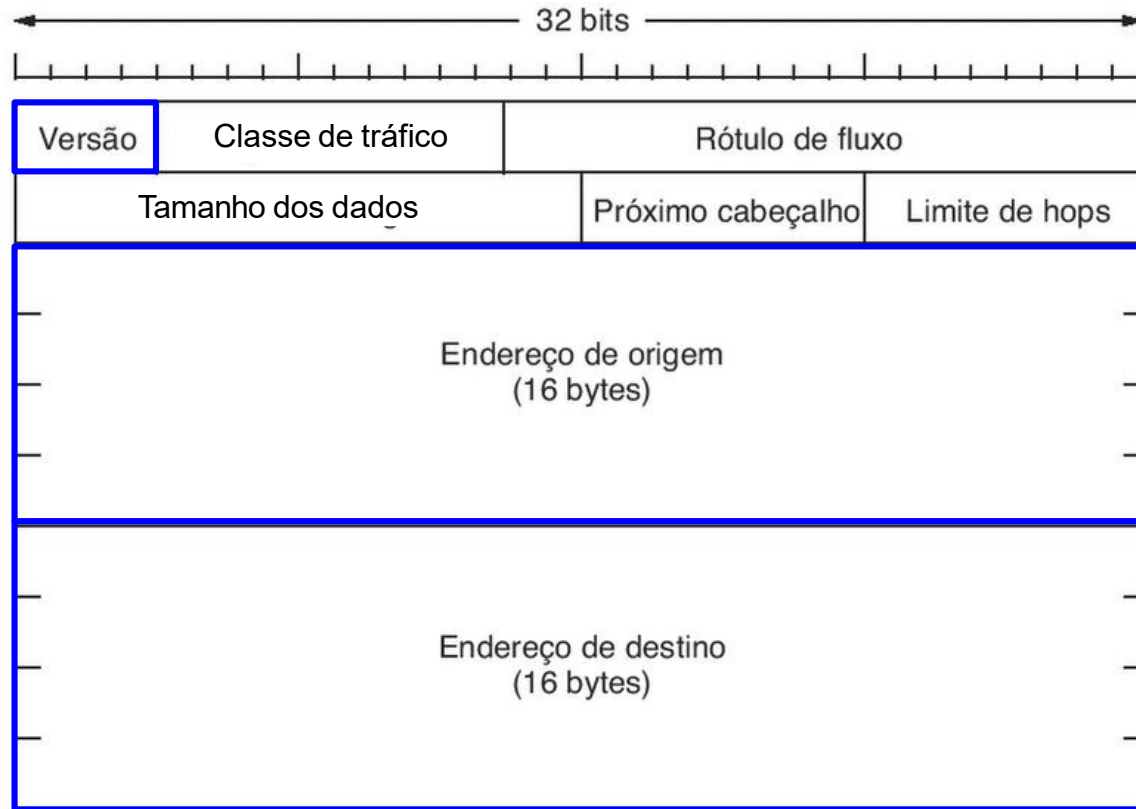 32 bits
Versão Classe de tráfico Rótulo de fluxo
Tamanho dos dados Próximo cabeçalho Limite de hops
Endereço de origem
(16 bytes)
Endereço de destino
(16 bytes)